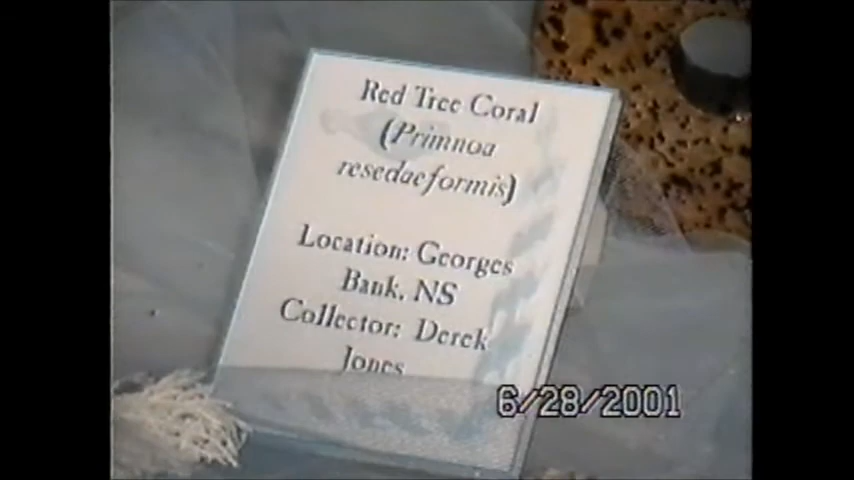 Red Tree Coral
(Primnoa
resedaeformis)
Location: Georges
Bank, NS
Collector: Derek
Jones
6/28/2001